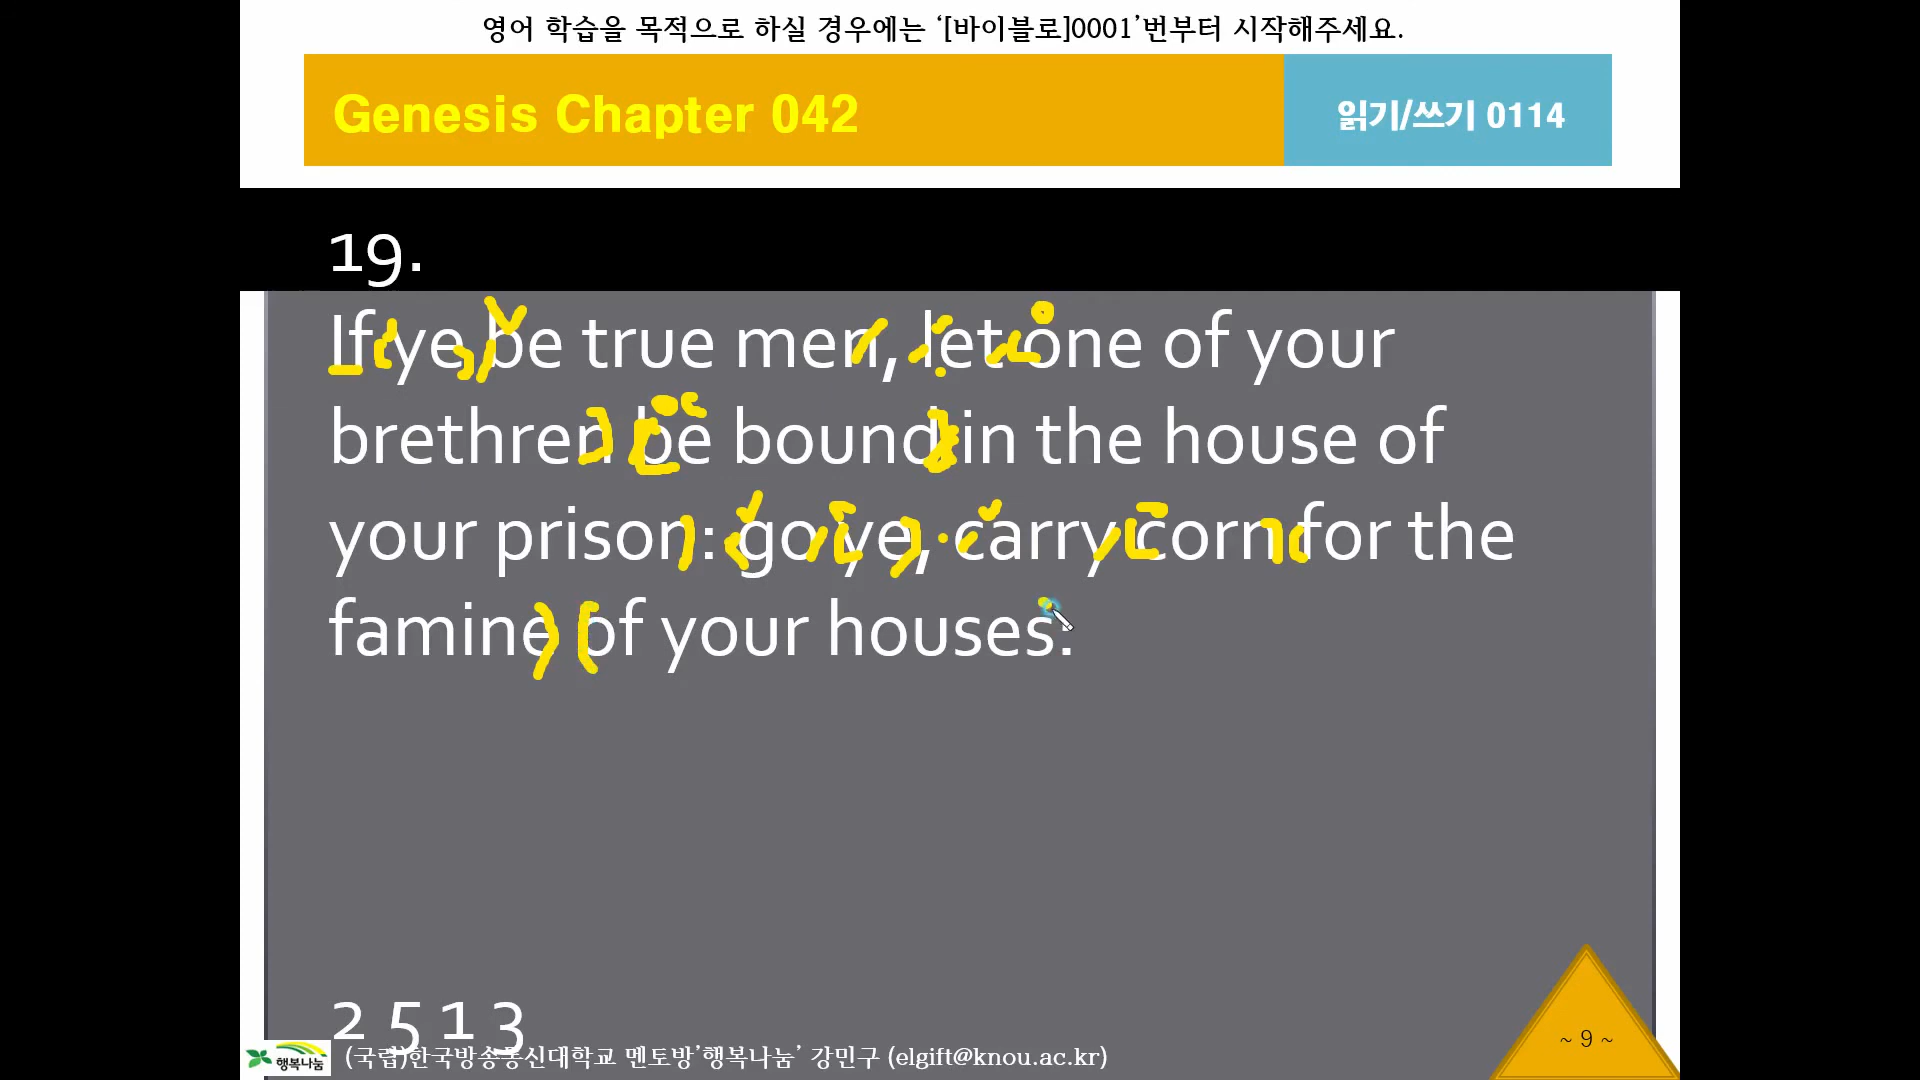 영어 학습을 목적으로 하실 경우에는 ‘[바이블로]0001’번부터 시작해주세요.
Genesis Chapter 042
읽기/쓰기 0114
19.
If ye be true men, let one of your
brethren be bound in the house of
your prison: go ye, carry corn for the
famine of your houses:
2 5 1 3
행복나눔
(국립)한국방송통신대학교 멘토방’행복나눔’ 강민구 (elgift@knou.ac.kr)
~ 9 ~